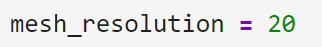 mesh_resolution = 20